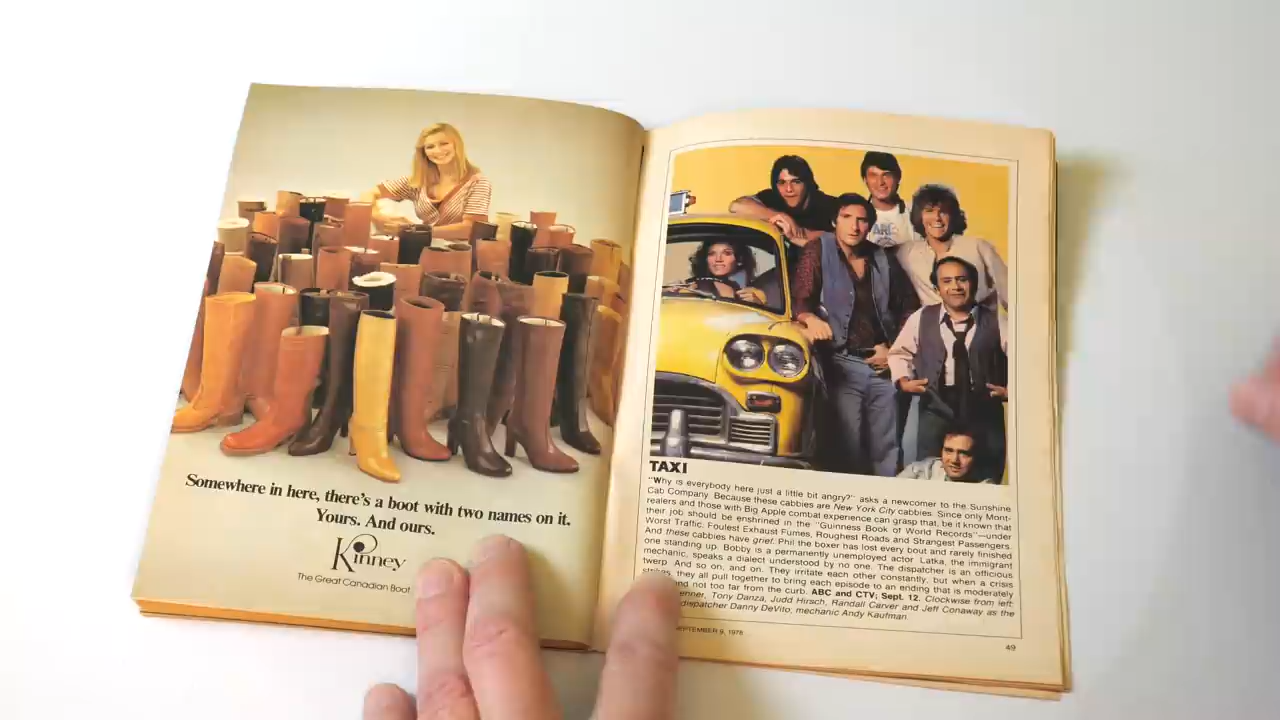 Somewhere in here, there's a boot with two names on it.
Yours. And ours.
Kinney
The Great Canadian Boot
TAXI
"Why is everybody here just a little bit angry?" asks a newcomer to the Sunshine
Cab Company. Because these cabbies are New York City cabbies. Since only Mont-
realers and those with Big Apple combat experience can grasp that, be it known that
their job should be enshrined in the "Guinness Book of World Records"—under
Worst Traffic, Foulest Exhaust Fumes, Roughest Roads and Strangest Passengers.
And these cabbies have grief. Phil the boxer has lost every bout and rarely finished
one standing up. Bobby is a permanently unemployed actor. Latka, the immigrant
mechanic, speaks a dialect understood by no one. The dispatcher is an officious
twerp. And so on, and on. They irritate each other constantly, but when a crisis
strikes, they all pull together to bring each episode to an ending that is moderately
and not too far from the curb. ABC and CTV; Sept. 12. Clockwise from left:
Tony Danza, Judd Hirsch, Randall Carver and Jeff Conaway as the
dispatcher Danny DeVito, mechanic Andy Kaufman.
SEPTEMBER 9, 1978
49